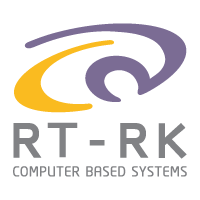 RT-RK
COMPUTER BASED SYSTEMS